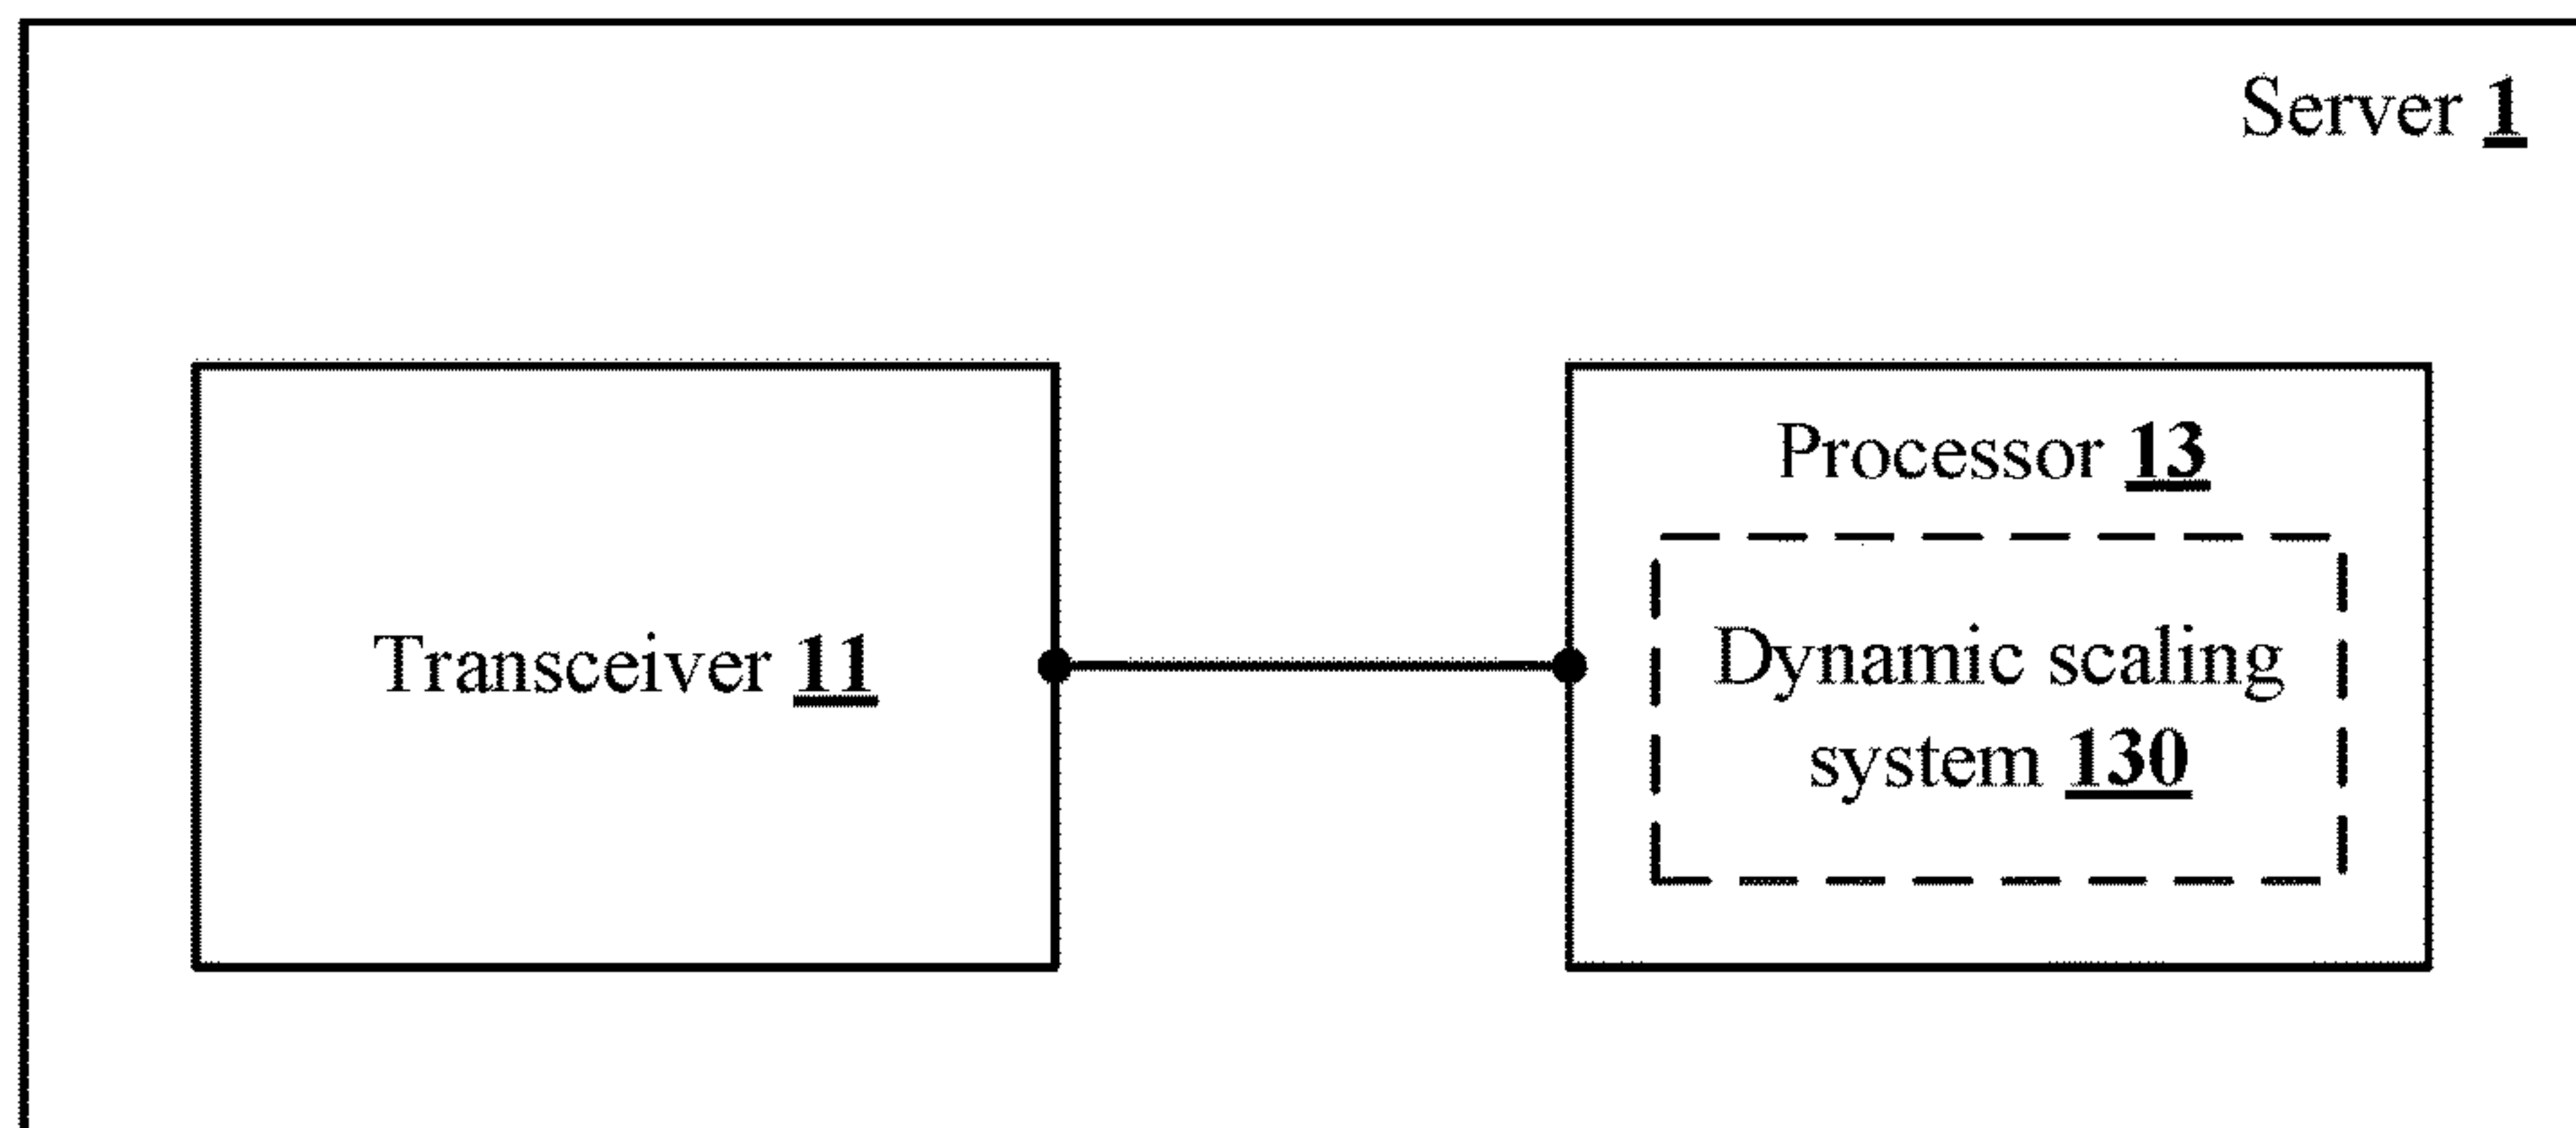 Server 1
Processor 13
Transceiver 11
Dynamic scaling
system 130